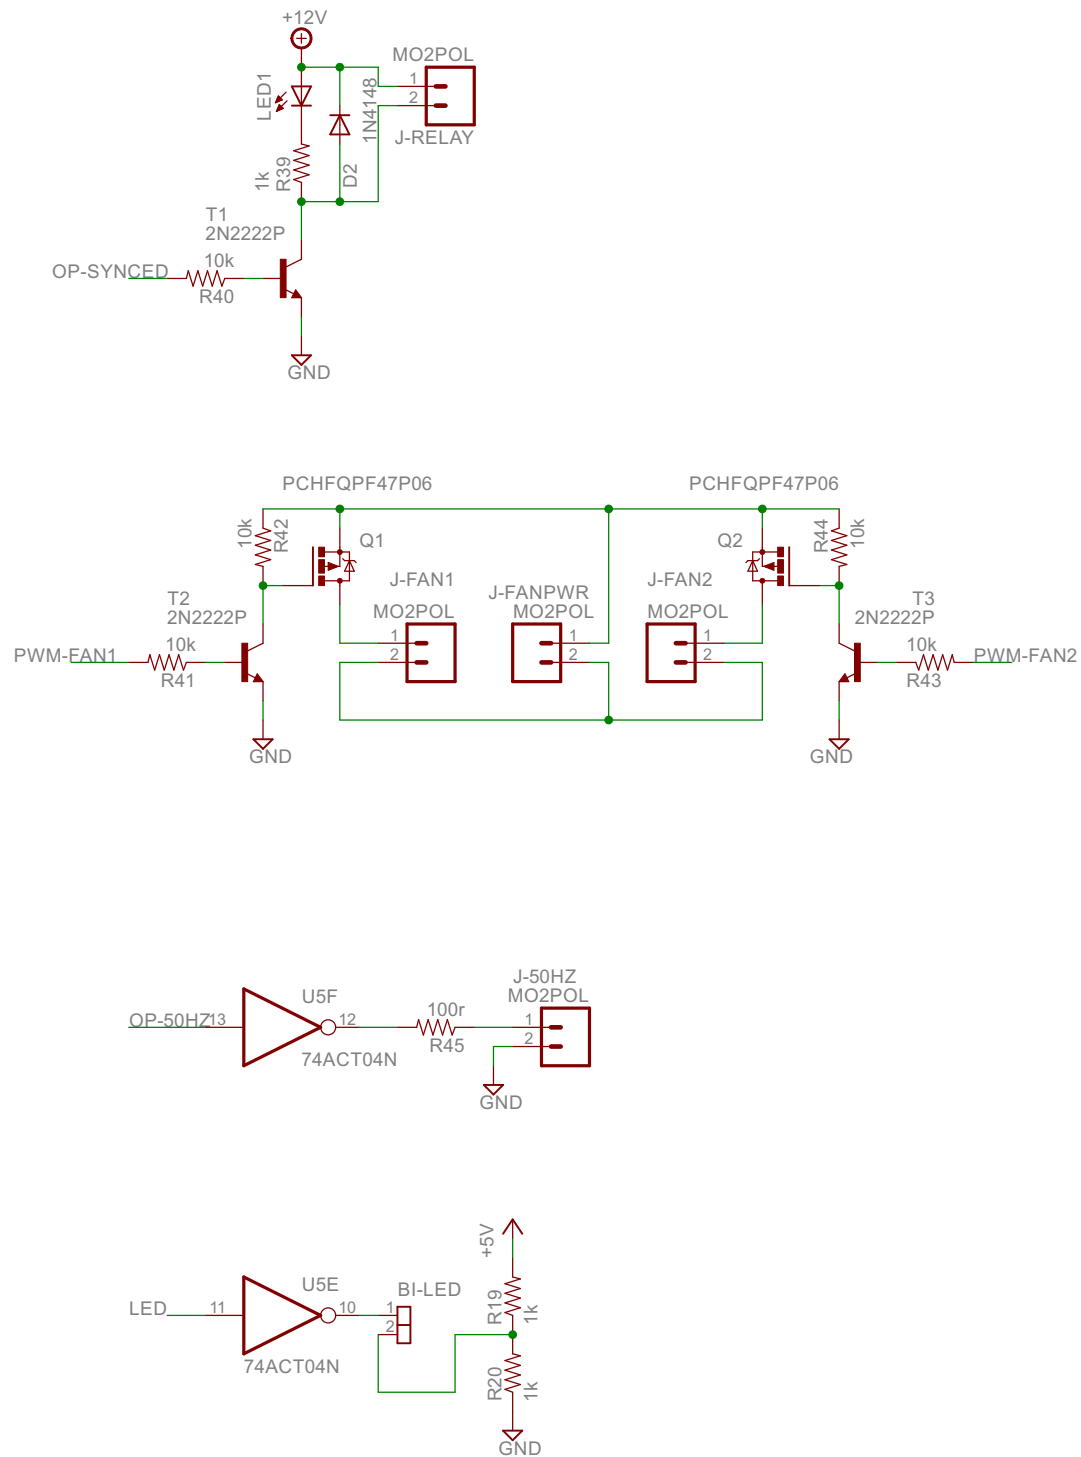 +12V
MO2POL
1
2
J-RELAY
LED1
1N4148
1k
R39
D2
T1
2N2222P
OP-SYNCED
10k
R40
GND
PCHFQPF47P06
PCHFQPF47P06
10k
R42
Q1
Q2
R44
10k
J-FAN1
MO2POL
1
2
J-FANPWR
MO2POL
1
2
J-FAN2
MO2POL
1
2
T2
2N2222P
PWM-FAN1
10k
R41
T3
2N2222P
10k
R43
PWM-FAN2
GND
GND
OP-50HZ
13
U5F
12
74ACT04N
100r
R45
J-50HZ
MO2POL
1
2
GND
+5V
LED
11
U5E
10
74ACT04N
BI-LED
1
2
R19
1k
R20
1k
GND